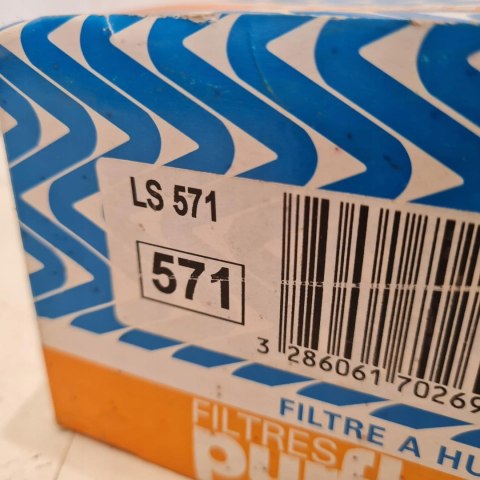 LS 571
571
3 286061 70269
FILTRE A HU
FILTRES